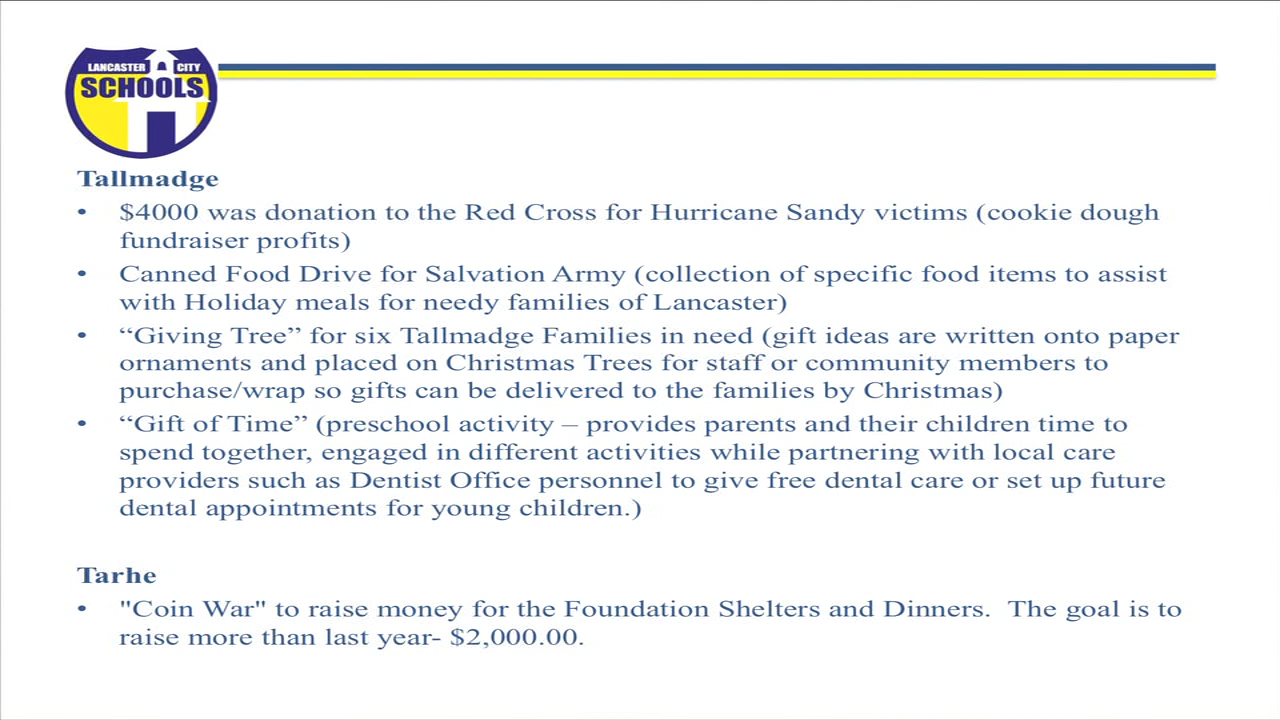 LANCASTER CITY
SCHOOLS
Tallmadge
• $4000 was donation to the Red Cross for Hurricane Sandy victims (cookie dough
fundraiser profits)
• Canned Food Drive for Salvation Army (collection of specific food items to assist
with Holiday meals for needy families of Lancaster)
• “Giving Tree” for six Tallmadge Families in need (gift ideas are written onto paper
ornaments and placed on Christmas Trees for staff or community members to
purchase/wrap so gifts can be delivered to the families by Christmas)
• “Gift of Time” (preschool activity – provides parents and their children time to
spend together, engaged in different activities while partnering with local care
providers such as Dentist Office personnel to give free dental care or set up future
dental appointments for young children.)
Tarhe
• "Coin War" to raise money for the Foundation Shelters and Dinners.  The goal is to
raise more than last year- $2,000.00.